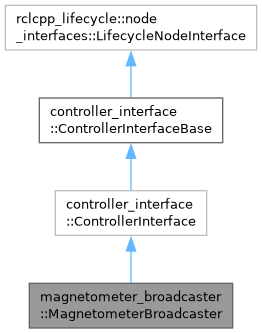 rclcpp_lifecycle::node
_interfaces::LifecycleNodeInterface
controller_interface
::ControllerInterfaceBase
controller_interface
::ControllerInterface
magnetometer_broadcaster
::MagnetometerBroadcaster